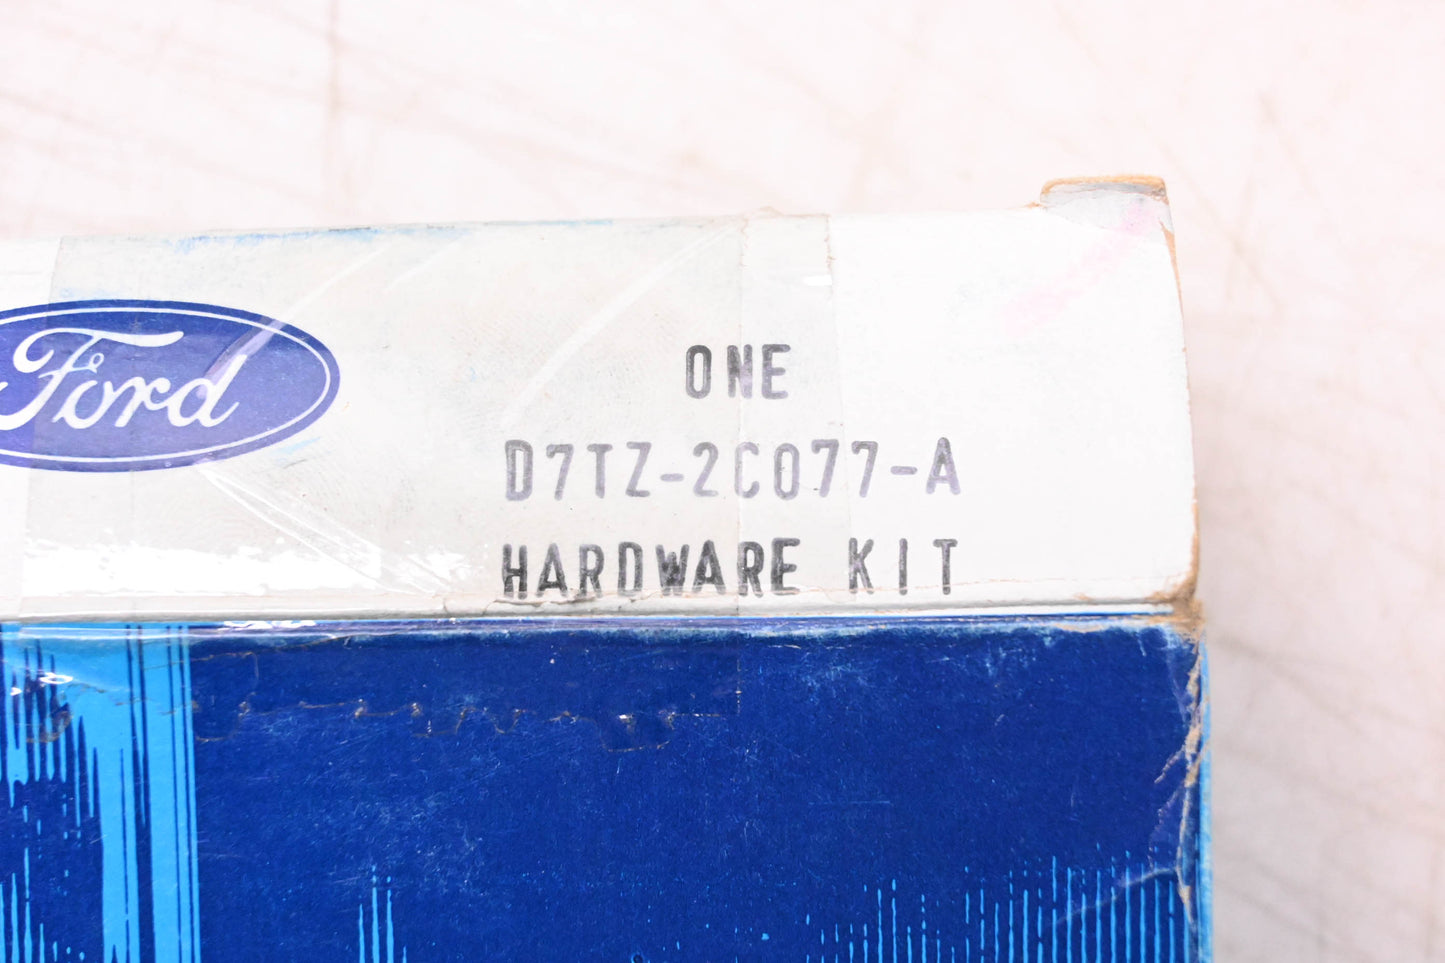 Ford
ONE
D7TZ-2C077-A
HARDWARE KIT